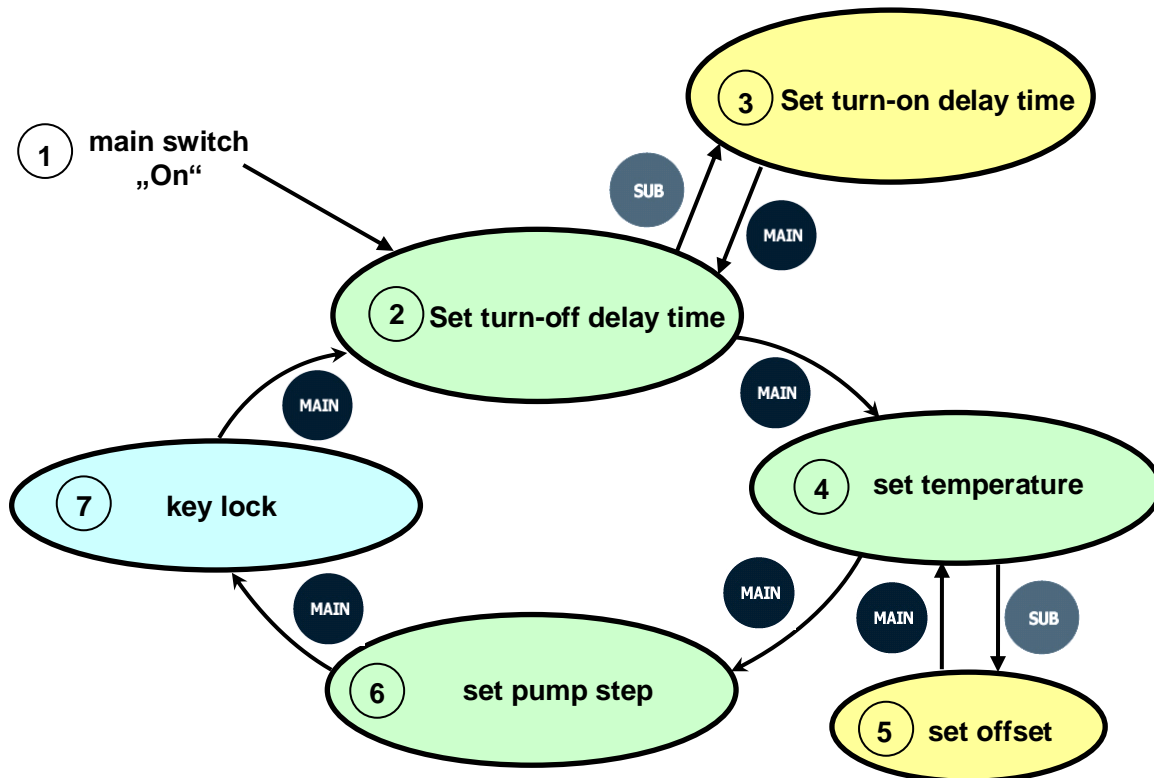 3 Set turn-on delay time
1 main switch
„On“
SUB
MAIN
2 Set turn-off delay time
MAIN
MAIN
7 key lock
4 set temperature
MAIN
MAIN
MAIN
SUB
6 set pump step
5 set offset